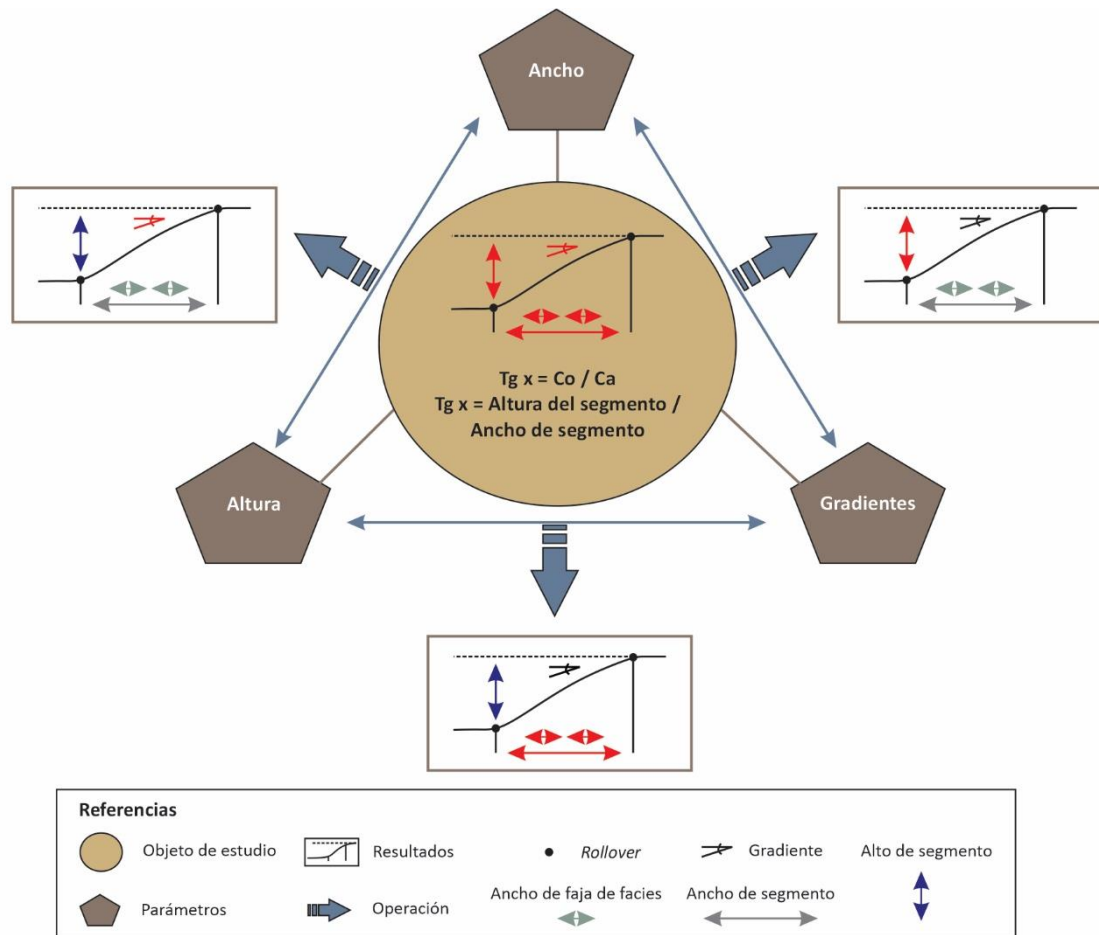 Ancho
Tg x = Co / Ca
Tg x = Altura del segmento /
Ancho de segmento
Altura
Gradientes
Referencias
Objeto de estudio
Resultados
Rollover
Gradiente
Alto de segmento
Parámetros
Operación
Ancho de faja de facies
Ancho de segmento